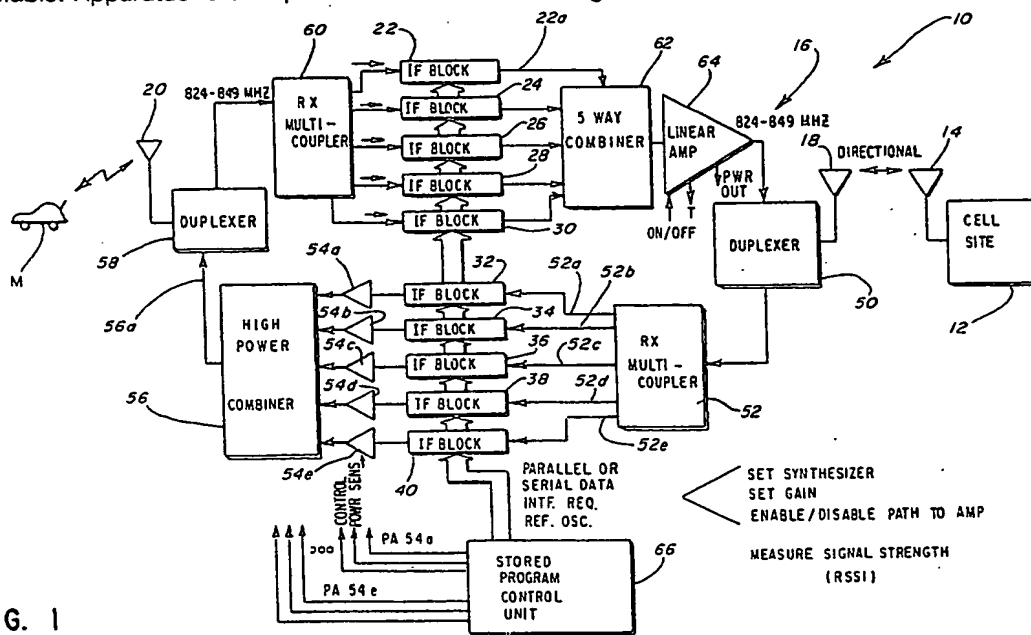 10
60
22
22a
62
64
16
20
824-849 MHZ
RX
MULTI-
COUPLER
IF BLOCK
24
IF BLOCK
26
IF BLOCK
28
IF BLOCK
IF BLOCK
30
5 WAY
COMBINER
LINEAR
AMP
824-849 MHZ
18
DIRECTIONAL
14
PWR
OUT
T
ON/OFF
M
DUPLEXER
58
DUPLEXER
50
CELL
SITE
12
56a
54a
32
52a
52b
IF BLOCK
54b
34
IF BLOCK
54c
36
52c
IF BLOCK
54d
38
52d
IF BLOCK
52e
IF BLOCK
40
54e
HIGH
POWER
COMBINER
56
RX
MULTI-
COUPLER
52
CONTROL
POWR SENS
PA 54a
PA 54e
PARALLEL OR
SERIAL DATA
INTF. REQ.
REF. OSC.
SET SYNTHESIZER
SET GAIN
ENABLE/DISABLE PATH TO AMP
MEASURE SIGNAL STRENGTH
(RSSI)
STORED
PROGRAM
CONTROL
UNIT
66
G. 1